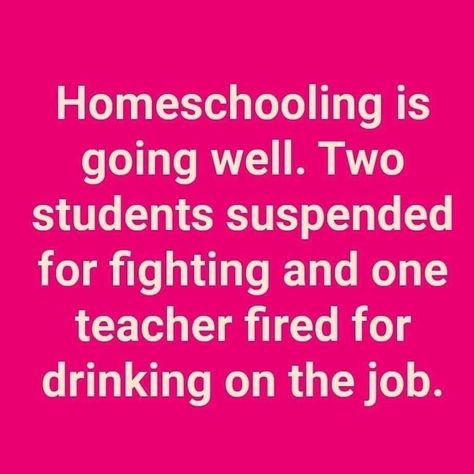 Homeschooling is
going well. Two
students suspended
for fighting and one
teacher fired for
drinking on the job.